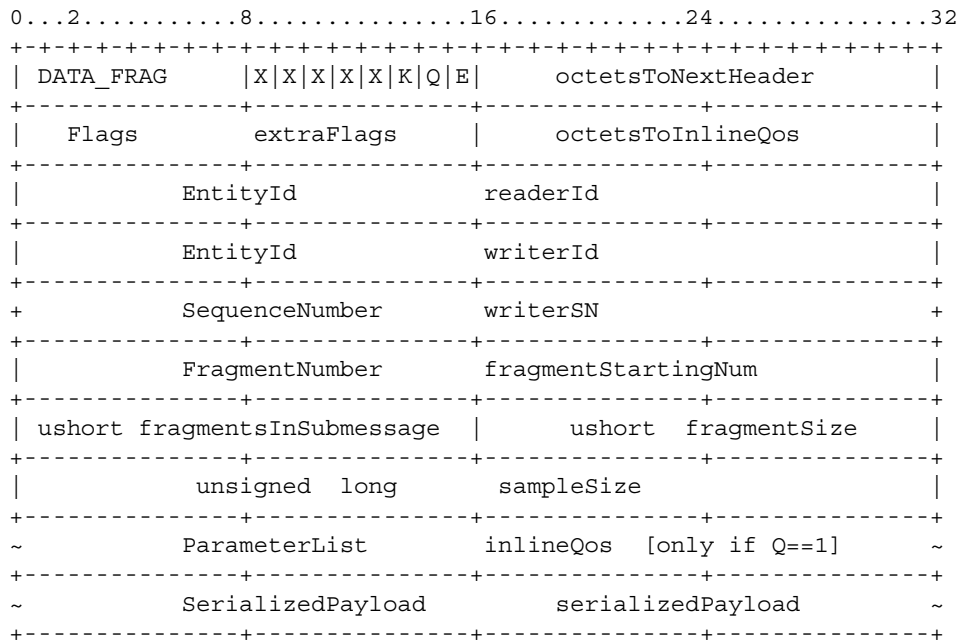 0...2...........8...............16.............24...............32
+-+-+-+-+-+-+-+-+-+-+-+-+-+-+-+-+-+-+-+-+-+-+-+-+-+-+-+-+-+-+-+-+
| DATA_FRAG     |X|X|X|X|X|K|Q|E|     octetsToNextHeader        |
+---------------+---------------+---------------+---------------+
|   Flags        extraFlags     |     octetsToInlineQos         |
+---------------+---------------+---------------+---------------+
|           EntityId             readerId                       |
+---------------+---------------+---------------+---------------+
|           EntityId             writerId                       |
+---------------+---------------+---------------+---------------+
+           SequenceNumber       writerSN                       +
+---------------+---------------+---------------+---------------+
|           FragmentNumber       fragmentStartingNum            |
+---------------+---------------+---------------+---------------+
| ushort fragmentsInSubmessage  |      ushort  fragmentSize     |
+---------------+---------------+---------------+---------------+
|            unsigned  long       sampleSize                    |
+---------------+---------------+---------------+---------------+
~           ParameterList        inlineQos  [only if Q==1]      ~
+---------------+---------------+---------------+---------------+
~           SerializedPayload         serializedPayload         ~
+---------------+---------------+---------------+---------------+